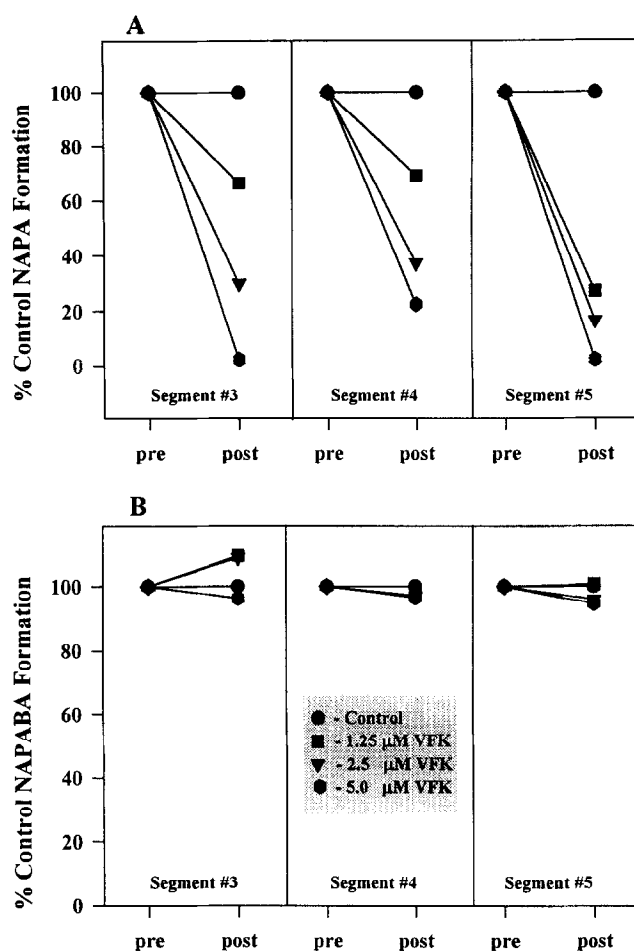 A
% Control NAPA Formation
100
80
60
40
20
0
Segment #3 Segment #4 Segment #5
pre post pre post pre post
B
% Control NAPABA Formation
100
80
60
40
20
0
- Control
- 1.25 µM VFK
- 2.5 µM VFK
- 5.0 µM VFK
Segment #3 Segment #4 Segment #5
pre post pre post pre post